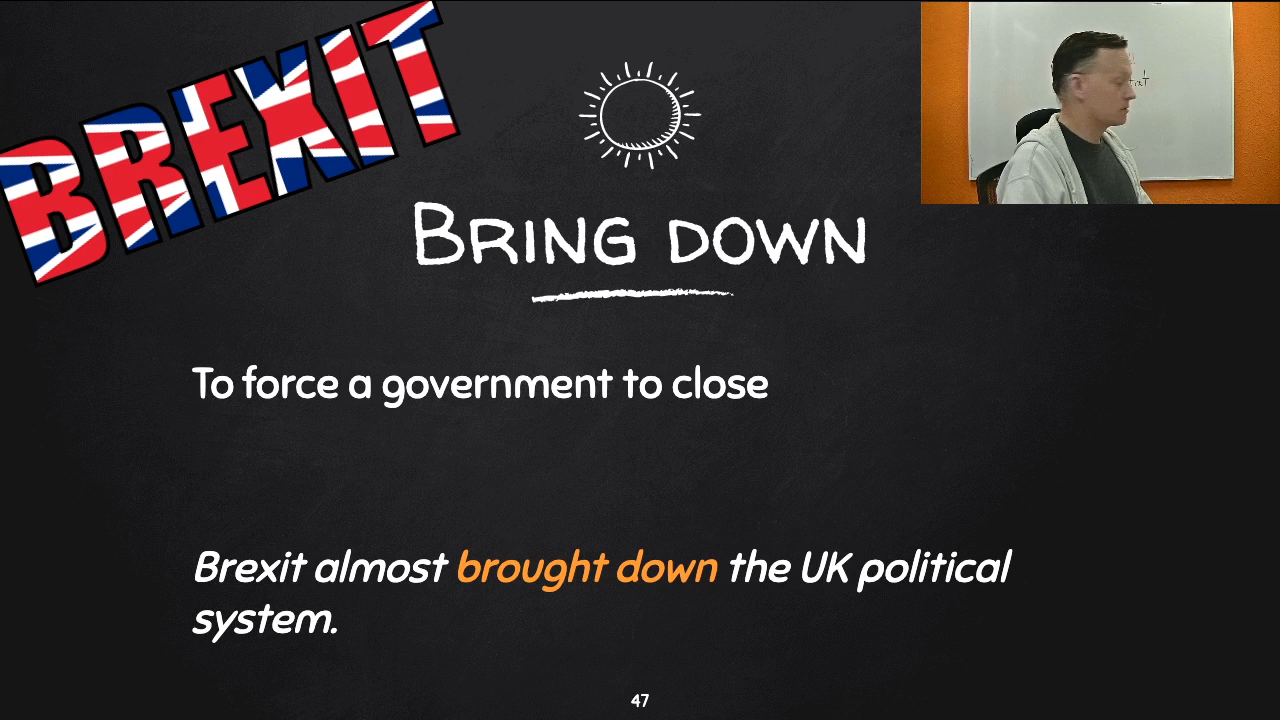 BREXIT
BRING DOWN
To force a government to close
Brexit almost brought down the UK political
system.
47